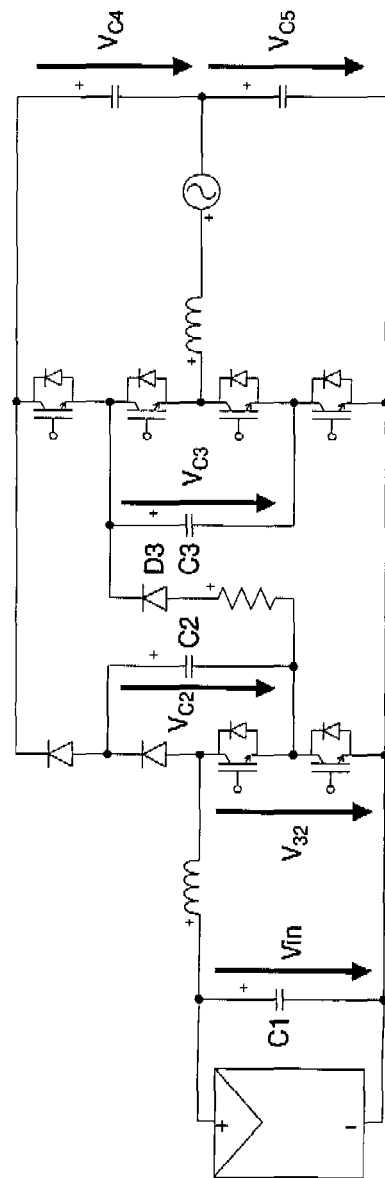 +
−
C1
+
Vin
+
V32
VC2
+
C2
+
D3
C3
+
VC3
+
+
+
VC4
+
VC5